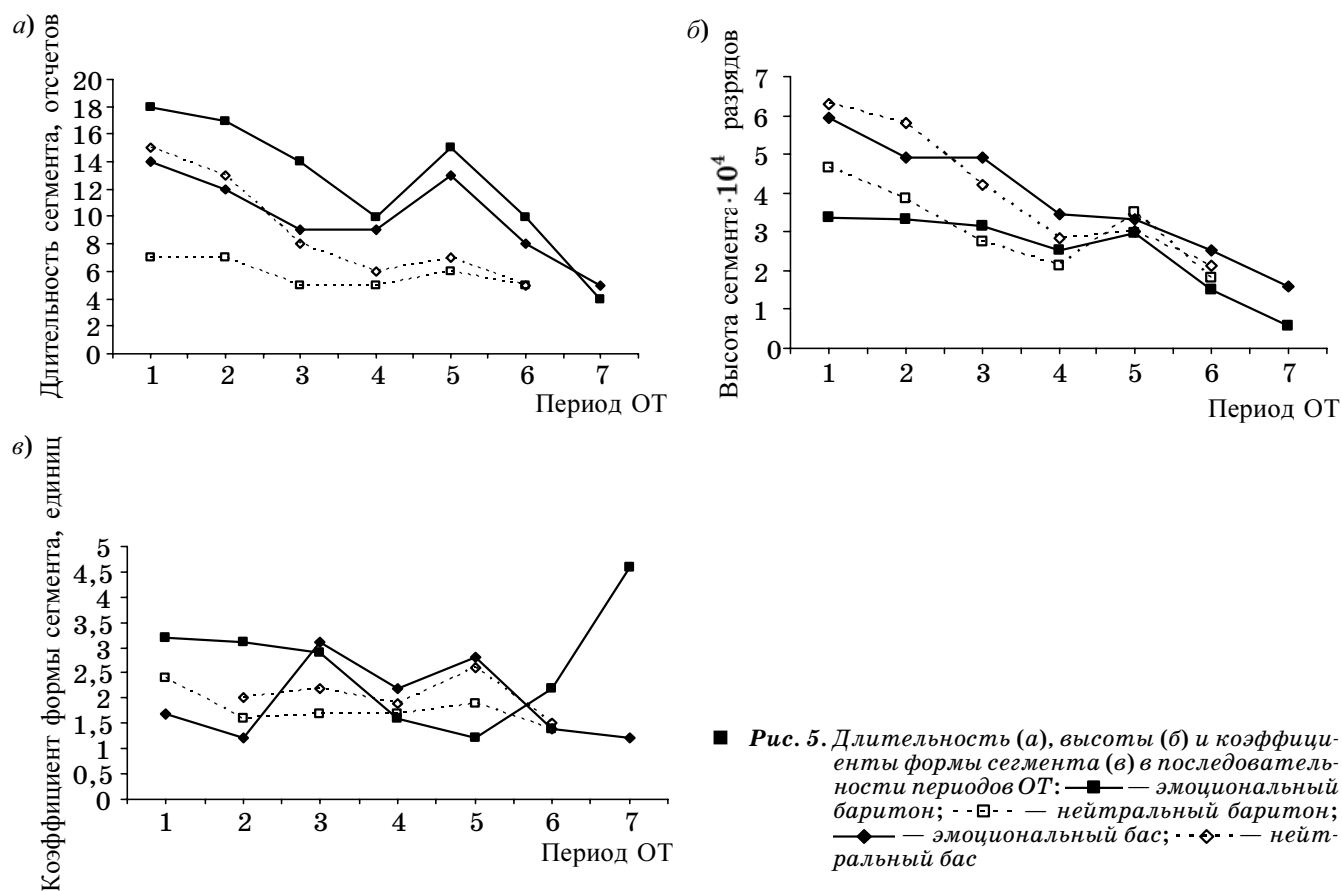 а)
Длительность сегмента, отсчетов
20
18
16
14
12
10
8
6
4
2
0
1 2 3 4 5 6 7
Период ОТ
б)
Высота сегмента·10⁴ разрядов
7
6
5
4
3
2
1
0
1 2 3 4 5 6 7
Период ОТ
в)
Коэффициент формы сегмента, единиц
5
4,5
4
3,5
3
2,5
2
1,5
1
0,5
0
1 2 3 4 5 6 7
Период ОТ
Рис. 5. Длительность (а), высоты (б) и коэффици-
енты формы сегмента (в) в последователь-
ности периодов ОТ: — эмоциональный
баритон; — нейтральный баритон;
— эмоциональный бас; — нейт-
ральный бас